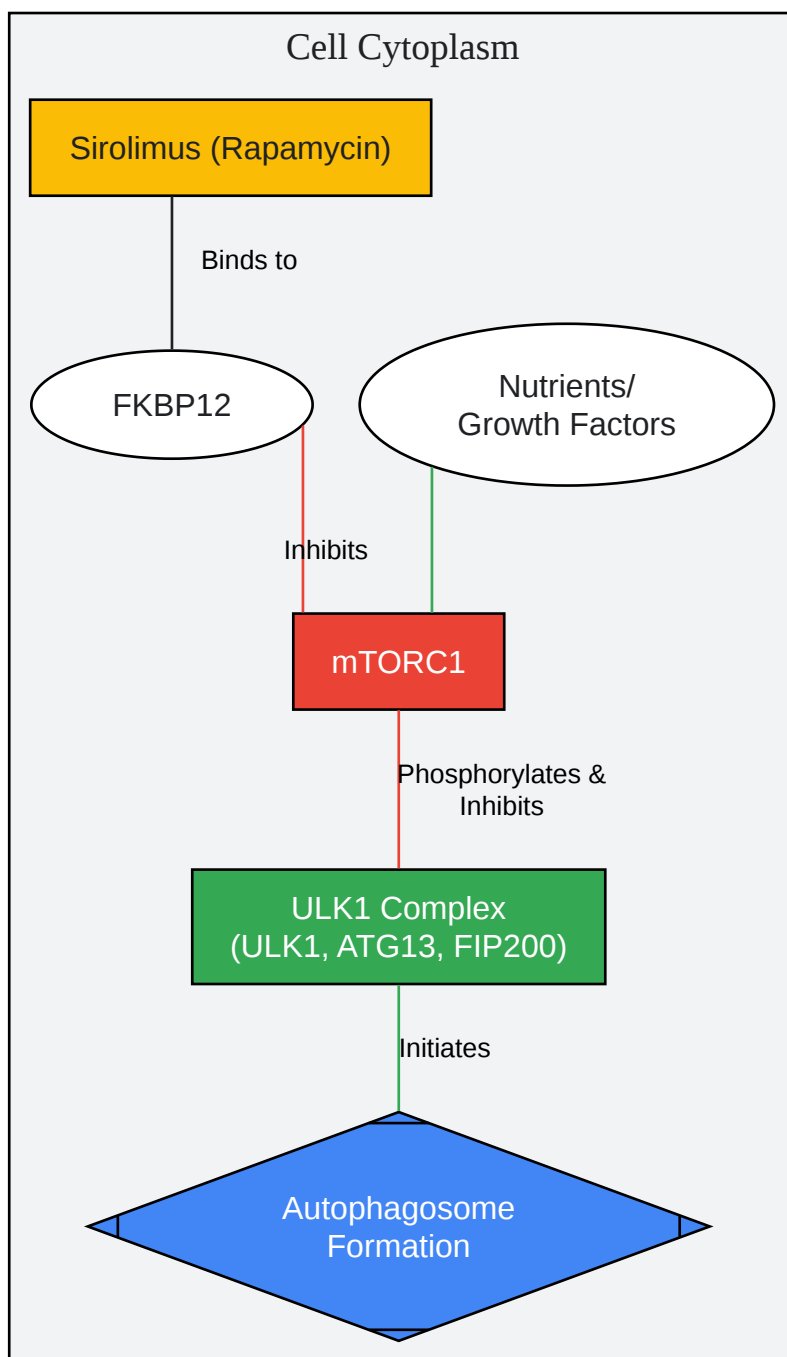 Cell Cytoplasm
Sirolimus (Rapamycin)
Binds to
FKBP12
Nutrients/
Growth Factors
Inhibits
mTORC1
Phosphorylates &
Inhibits
ULK1 Complex
(ULK1, ATG13, FIP200)
Initiates
Autophagosome
Formation